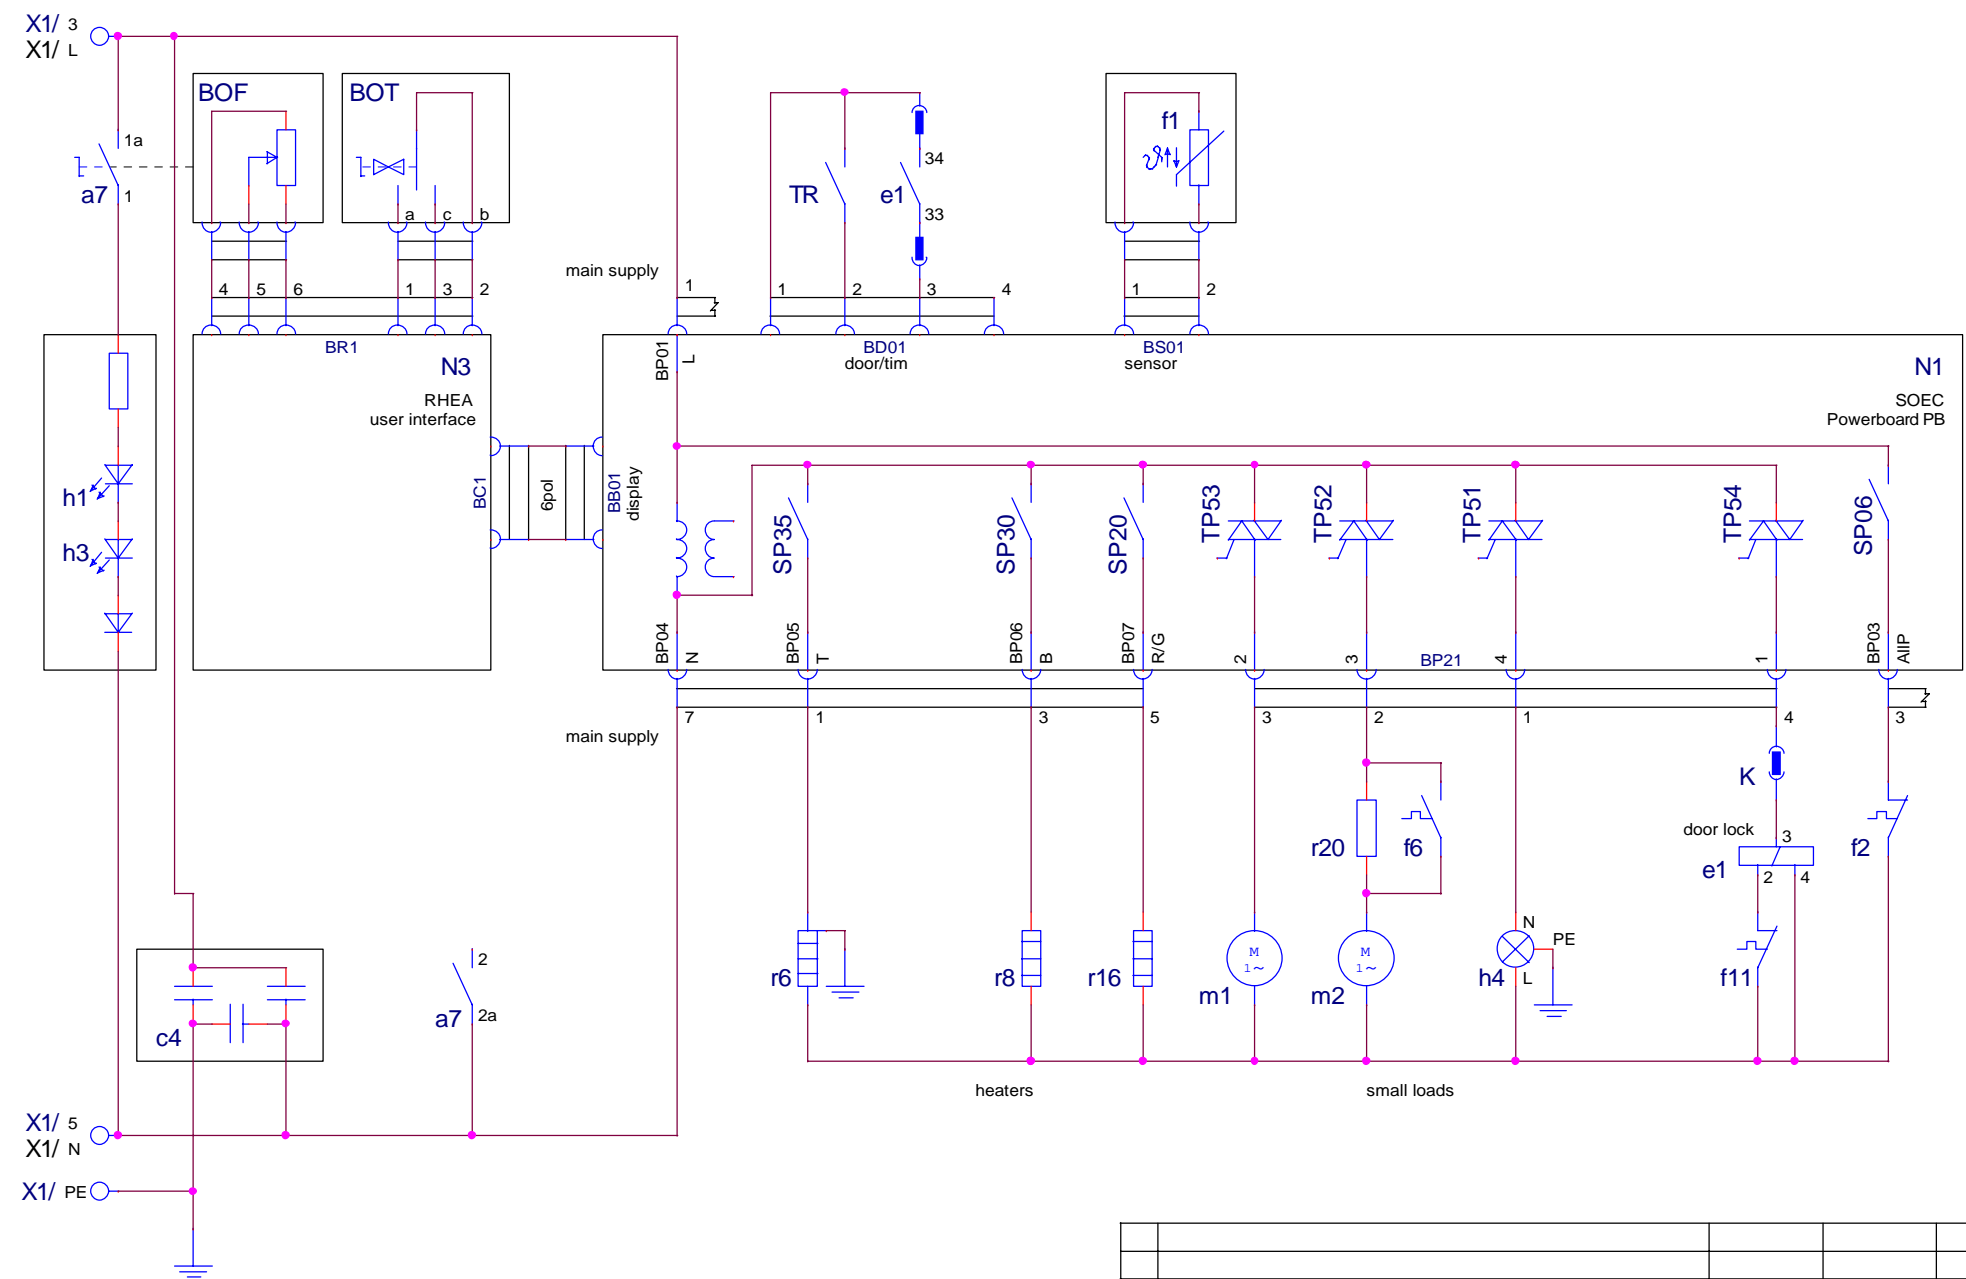 X1/ 3
X1/ L
BOF
BOT
1a
a7
1
a
c
b
TR
e1
34
33
f1
main supply
4
5
6
1
3
2
1
1
2
3
4
1
2
BR1
N3
RHEA
user interface
BC1
6pol
BB01
display
BP01
L
BD01
door/tim
BS01
sensor
N1
SOEC
Powerboard PB
h1
h3
SP35
SP30
SP20
TP53
TP52
TP51
TP54
SP06
BP04
N
BP05
T
BP06
B
BP07
R/G
2
3
BP21
4
1
BP03
AIIP
main supply
7
1
3
5
3
2
1
4
3
K
door lock
3
e1
2
4
f2
r20
f6
r6
r8
r16
M
1~
m1
M
1~
m2
N
PE
h4
L
f11
c4
2
a7
2a
heaters
small loads
X1/ 5
X1/ N
X1/ PE